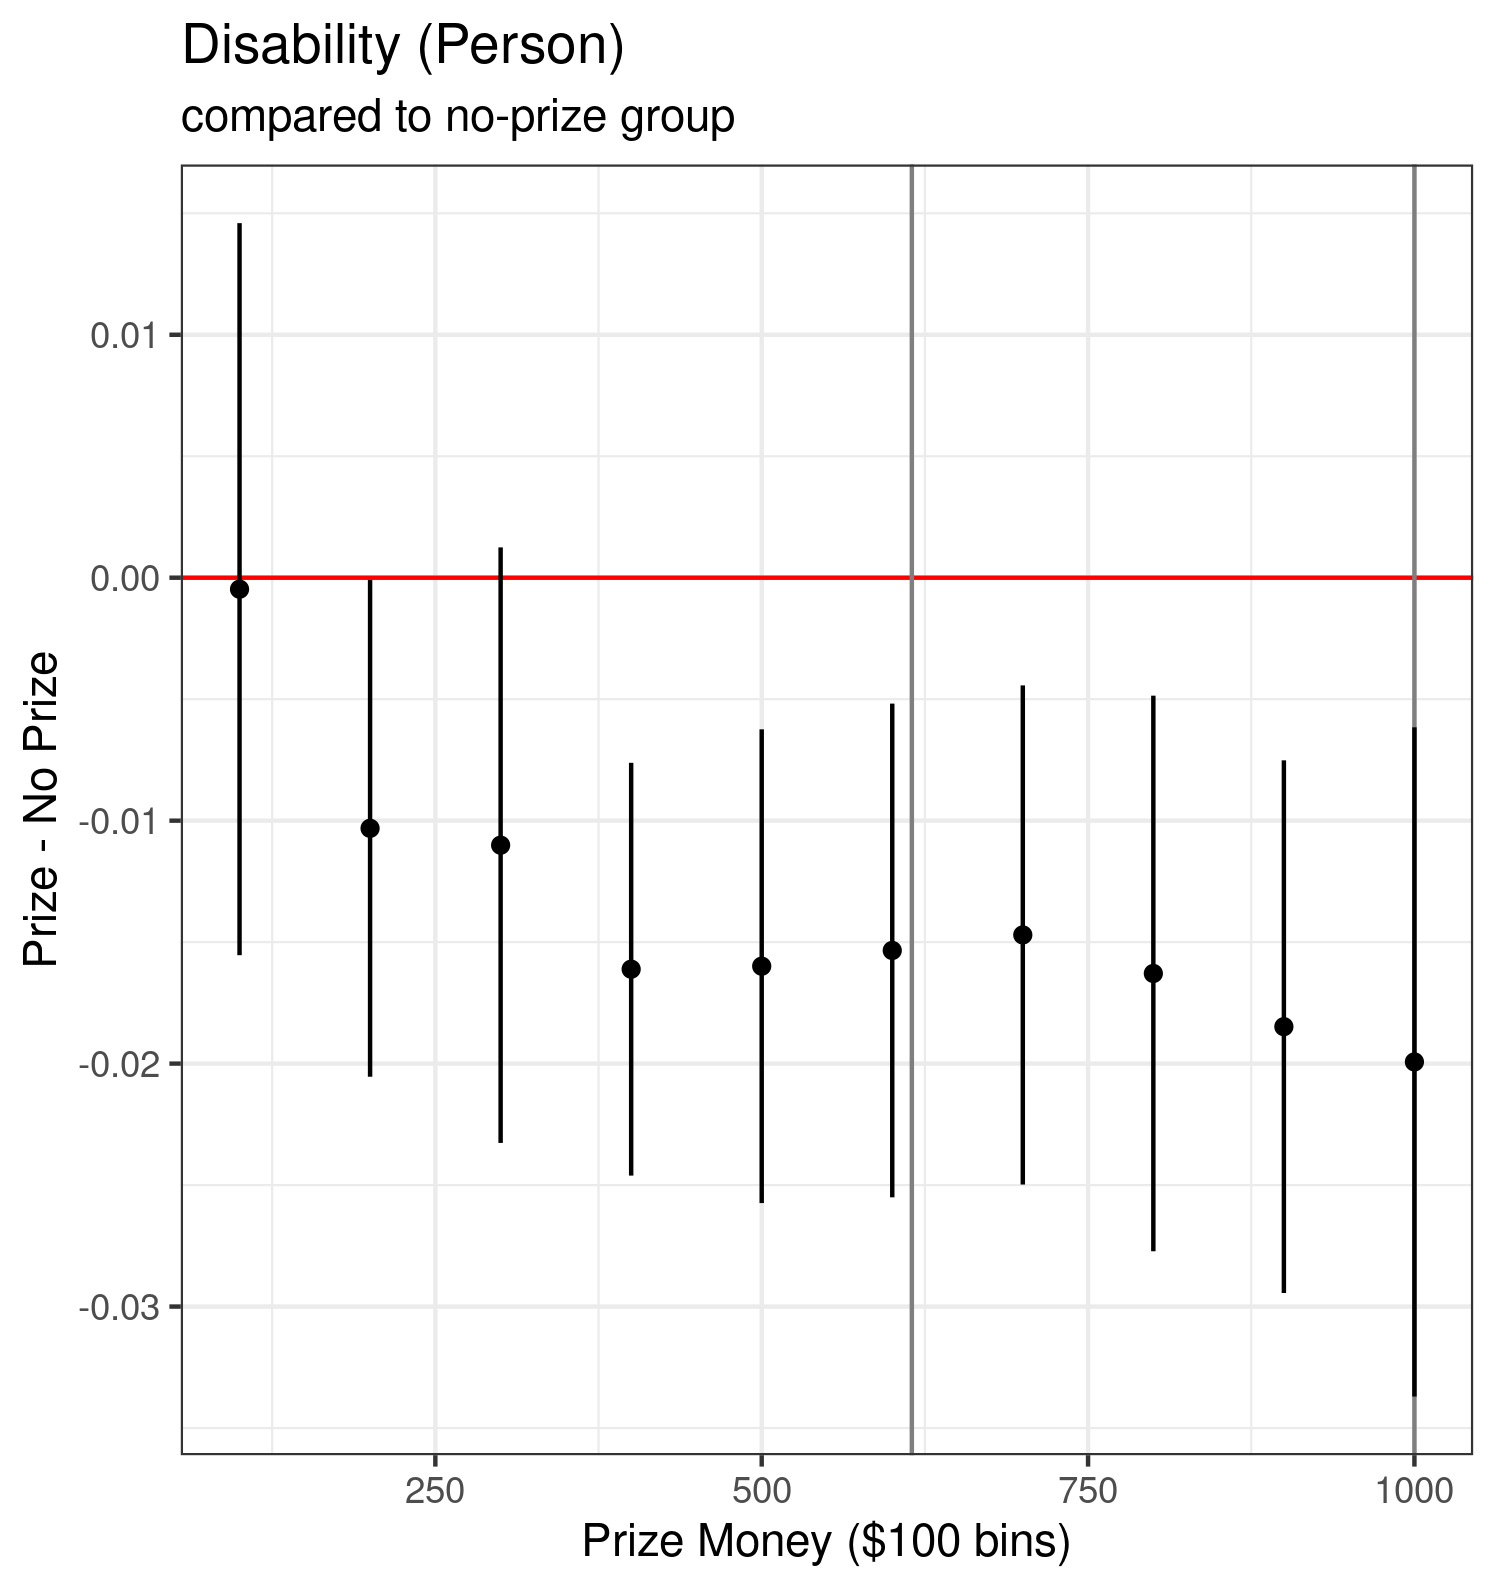 Disability (Person)
compared to no-prize group
Prize - No Prize
0.01
0.00
-0.01
-0.02
-0.03
250 500 750 1000
Prize Money ($100 bins)